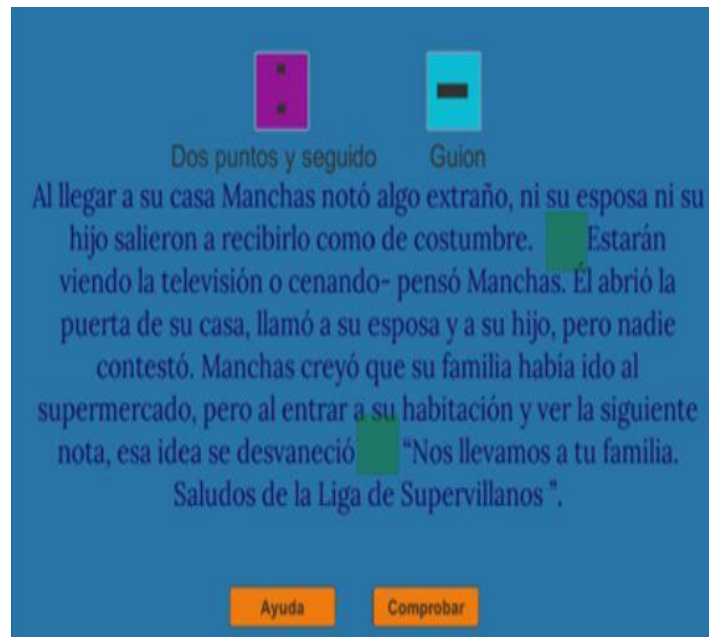 Dos puntos y seguido Guion
Al llegar a su casa Manchas notó algo extraño, ni su esposa ni su
hijo salieron a recibirlo como de costumbre. Estarán
viendo la televisión o cenando- pensó Manchas. Él abrió la
puerta de su casa, llamó a su esposa y a su hijo, pero nadie
contestó. Manchas creyó que su familia había ido al
supermercado, pero al entrar a su habitación y ver la siguiente
nota, esa idea se desvaneció “Nos llevamos a tu familia.
Saludos de la Liga de Supervillanos ”.
Ayuda Comprobar